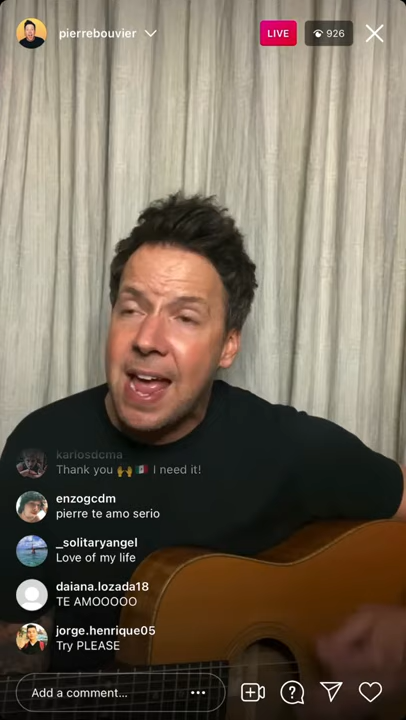 pierrebouvier
LIVE
926
karlosdcma
Thank you 🙌🇲🇽 I need it!
enzogcdm
pierre te amo serio
_solitaryangel
Love of my life
daiana.lozada18
TE AMOOOOO
jorge.henrique05
Try PLEASE
Add a comment...